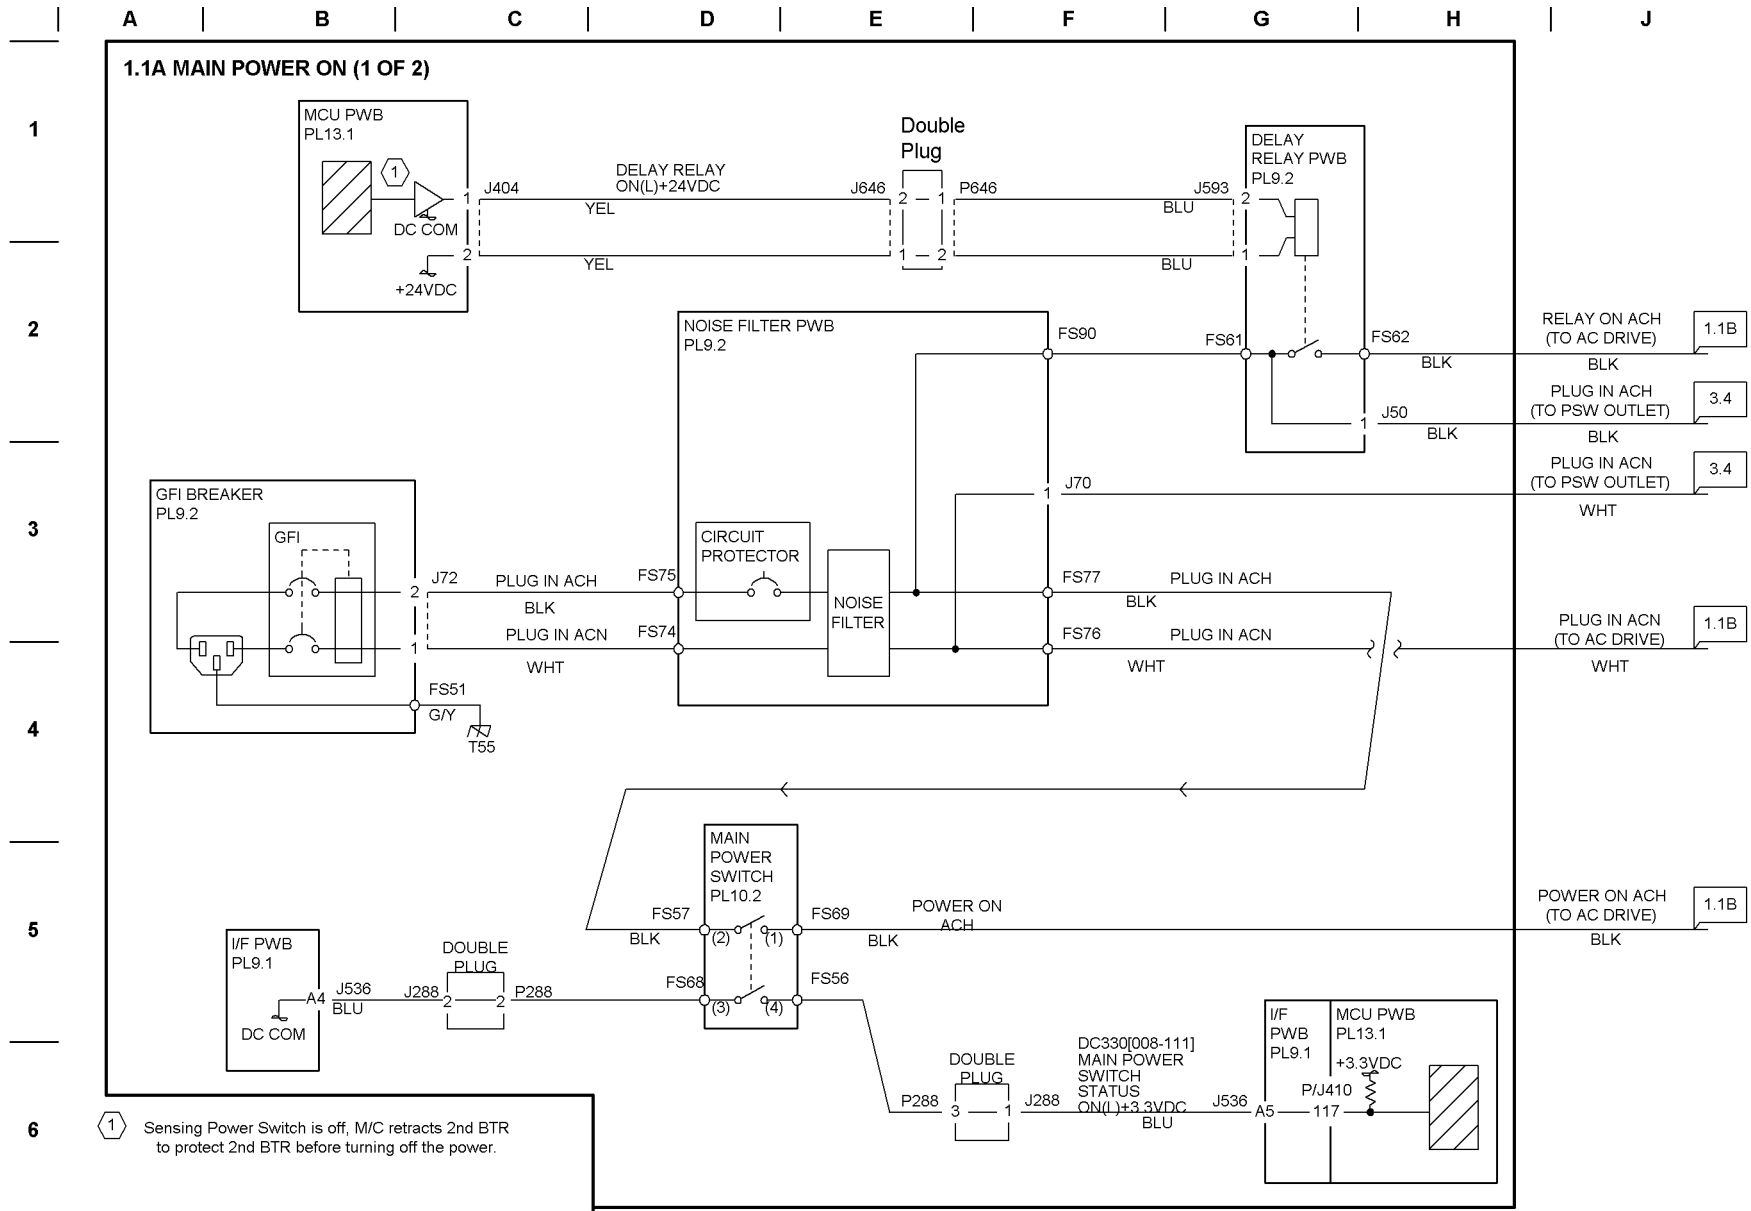 A B C D E F G H J
1.1A MAIN POWER ON (1 OF 2)
1
MCU PWB
PL13.1
1
DC COM
1
2
+24VDC
J404
DELAY RELAY
ON(L)+24VDC
YEL
YEL
Double
Plug
J646
2 1
1 2
P646
BLU
BLU
J593
2
1
DELAY
RELAY PWB
PL9.2
2
NOISE FILTER PWB
PL9.2
FS90
FS61
FS62
BLK
RELAY ON ACH
(TO AC DRIVE)
BLK
1.1B
1
J50
BLK
PLUG IN ACH
(TO PSW OUTLET)
BLK
3.4
1
J70
PLUG IN ACN
(TO PSW OUTLET)
WHT
3.4
3
GFI BREAKER
PL9.2
GFI
2
J72
PLUG IN ACH
BLK
FS75
CIRCUIT
PROTECTOR
NOISE
FILTER
FS77
PLUG IN ACH
BLK
1
PLUG IN ACN
WHT
FS74
FS76
PLUG IN ACN
WHT
PLUG IN ACN
(TO AC DRIVE)
WHT
1.1B
4
FS51
G/Y
T55
MAIN
POWER
SWITCH
PL10.2
5
FS57
BLK
(2)
(1)
FS69
POWER ON
ACH
BLK
POWER ON ACH
(TO AC DRIVE)
BLK
1.1B
I/F PWB
PL9.1
DC COM
A4
J536
BLU
DOUBLE
PLUG
J288
2 2
P288
FS68
(3)
(4)
FS56
6
DOUBLE
PLUG
P288
3 1
J288
DC330[008-111]
MAIN POWER
SWITCH
STATUS
ON(L)+3.3VDC
BLU
J536
A5
I/F
PWB
PL9.1
MCU PWB
PL13.1
+3.3VDC
P/J410
117
1 Sensing Power Switch is off, M/C retracts 2nd BTR
to protect 2nd BTR before turning off the power.